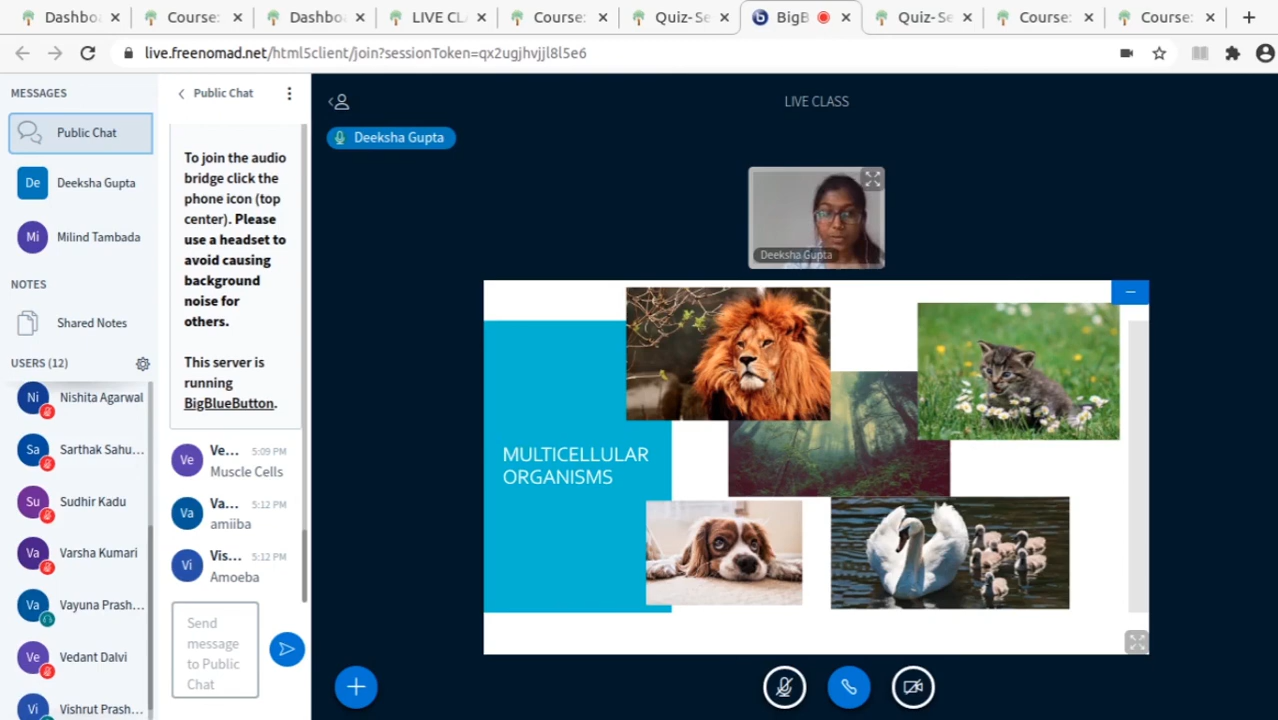 Dashbo
Course:
Dashbo
LIVE CL
Course:
Quiz- Se
BigB
Quiz- Se
Course:
Course:
live.freenomad.net/html5client/join?sessionToken=qx2ugjhvjjl8l5e6
MESSAGES
Public Chat
Deeksha Gupta
De
Milind Tambada
Mi
NOTES
Shared Notes
USERS (12)
Ni
Nishita Agarwal
Sa
Sarthak Sahu...
Su
Sudhir Kadu
Va
Varsha Kumari
Va
Vayuna Prash...
Ve
Vedant Dalvi
Vi
Vishrut Prash...
Public Chat
To join the audio
bridge click the
phone icon (top
center). Please
use a headset to
avoid causing
background
noise for
others.
This server is
running
BigBlueButton.
Ve
Ve... 5:09 PM
Muscle Cells
Va
Va... 5:12 PM
amiiba
Vi
Vis... 5:12 PM
Amoeba
Send
message
to Public
Chat
LIVE CLASS
Deeksha Gupta
Deeksha Gupta
MULTICELLULAR
ORGANISMS